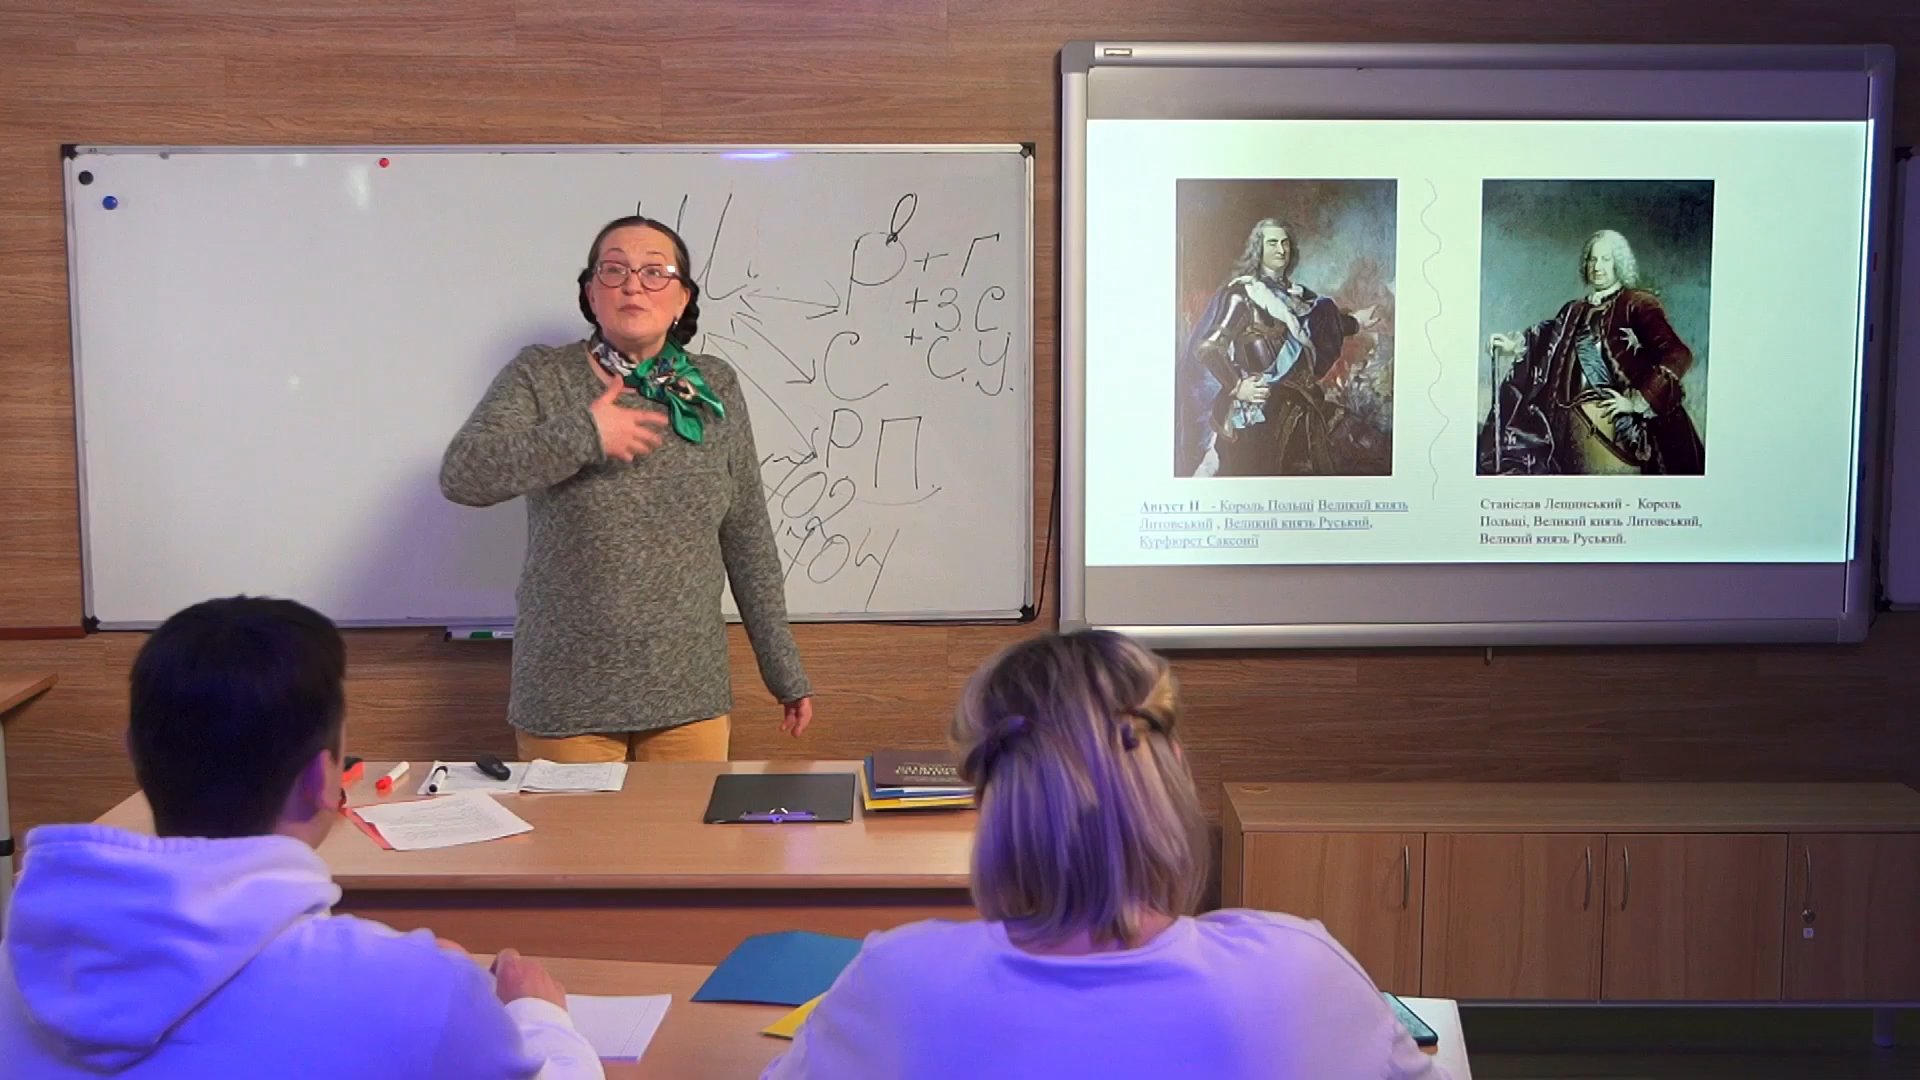 Р + Г
+ З. С
+ С. У.
С
РП.
1704
Август II - Король Польщі Великий князь
Литовський , Великий князь Руський,
Курфюрст Саксонії
Станіслав Лещинський - Король
Польщі, Великий князь Литовський,
Великий князь Руський.